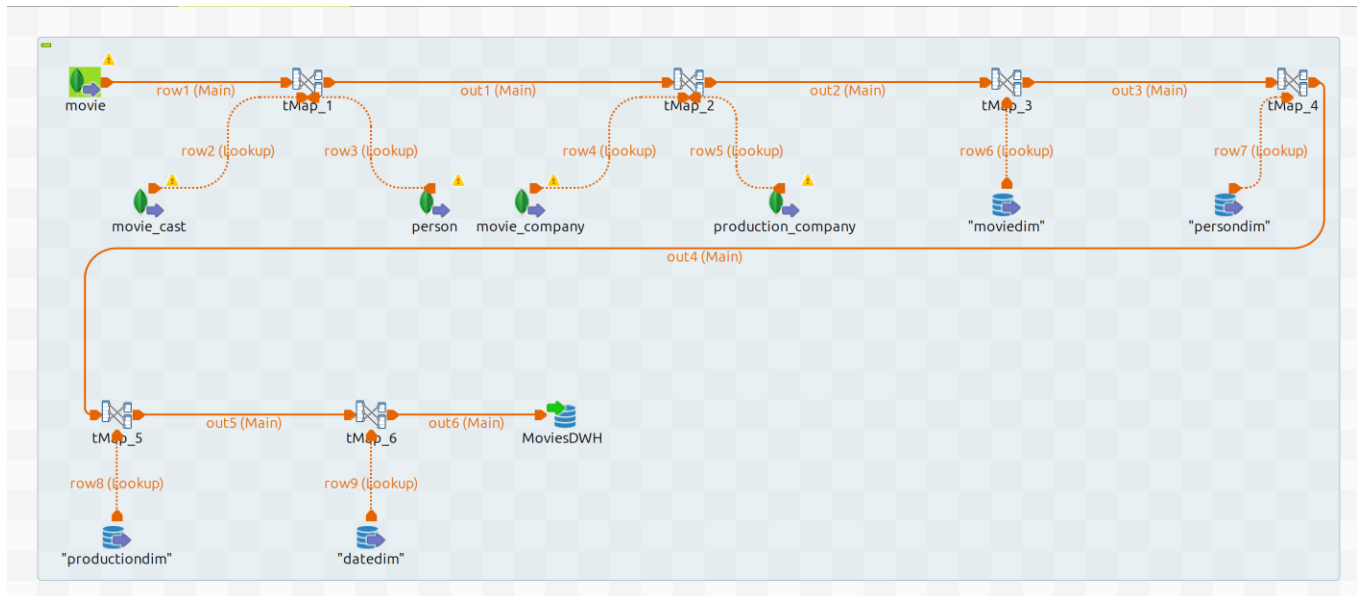 row1 (Main)
out1 (Main)
out2 (Main)
out3 (Main)
movie
tMap_1
tMap_2
tMap_3
tMap_4
row2 (Lookup)
row3 (Lookup)
row4 (Lookup)
row5 (Lookup)
row6 (Lookup)
row7 (Lookup)
movie_cast
person
movie_company
production_company
"moviedim"
"persondim"
out4 (Main)
out5 (Main)
out6 (Main)
tMap_5
tMap_6
MoviesDWH
row8 (Lookup)
row9 (Lookup)
"productiondim"
"datedim"